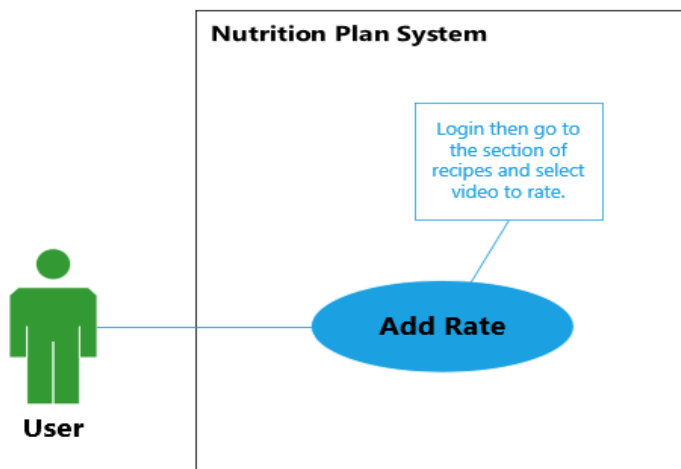 Nutrition Plan System
Login then go to
the section of
recipes and select
video to rate.
Add Rate
User